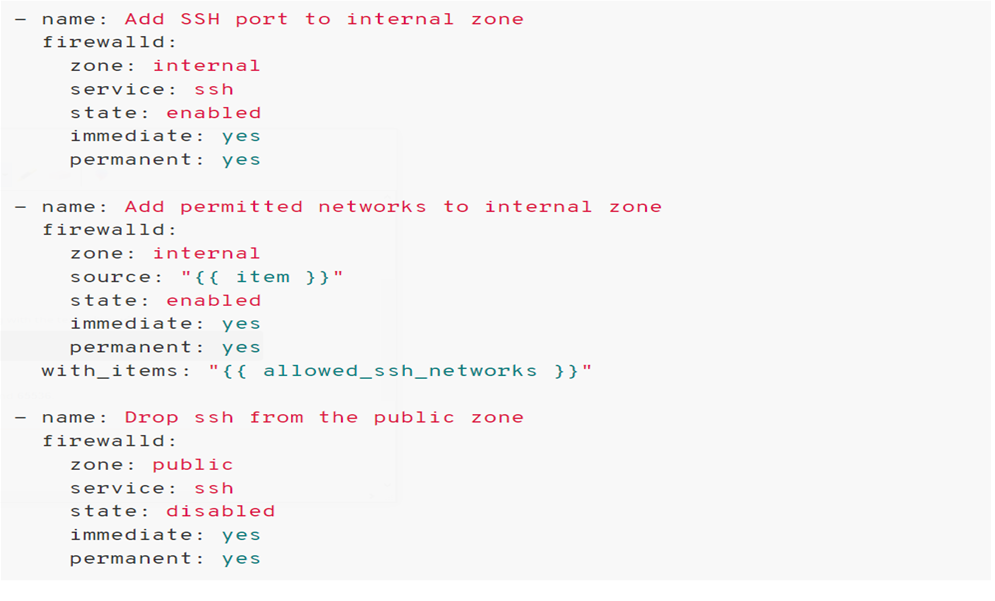 - name: Add SSH port to internal zone
  firewalld:
    zone: internal
    service: ssh
    state: enabled
    immediate: yes
    permanent: yes

- name: Add permitted networks to internal zone
  firewalld:
    zone: internal
    source: "{{ item }}"
    state: enabled
    immediate: yes
    permanent: yes
  with_items: "{{ allowed_ssh_networks }}"

- name: Drop ssh from the public zone
  firewalld:
    zone: public
    service: ssh
    state: disabled
    immediate: yes
    permanent: yes